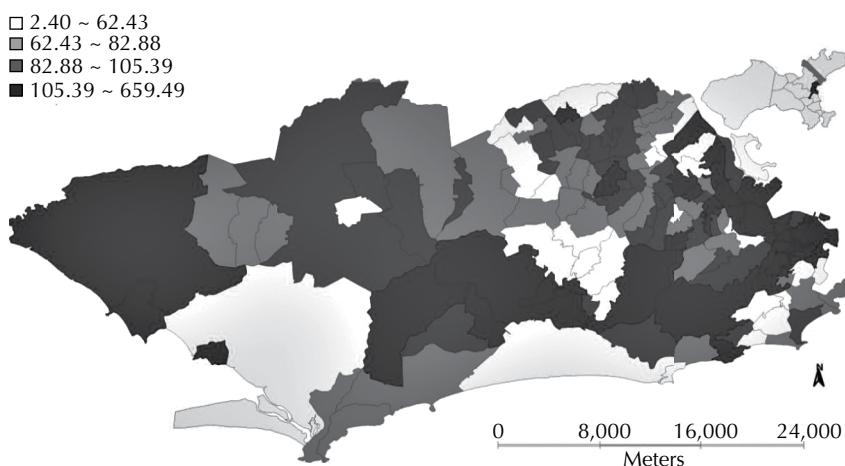 2.40 ~ 62.43
62.43 ~ 82.88
82.88 ~ 105.39
105.39 ~ 659.49
N
0 8,000 16,000 24,000
Meters